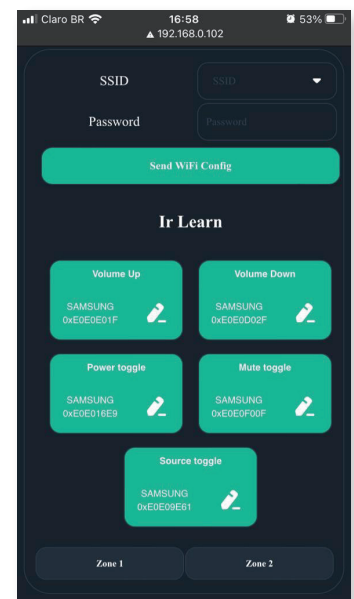 Claro BR 16:58 53%
192.168.0.102
SSID SSID
Password Password
Send WiFi Config
Ir Learn
Volume Up Volume Down
SAMSUNG SAMSUNG
0xE0E0E01F 0xE0E0D02F
Power toggle Mute toggle
SAMSUNG SAMSUNG
0xE0E016E9 0xE0E0F00F
Source toggle
SAMSUNG
0xE0E09E61
Zone 1 Zone 2